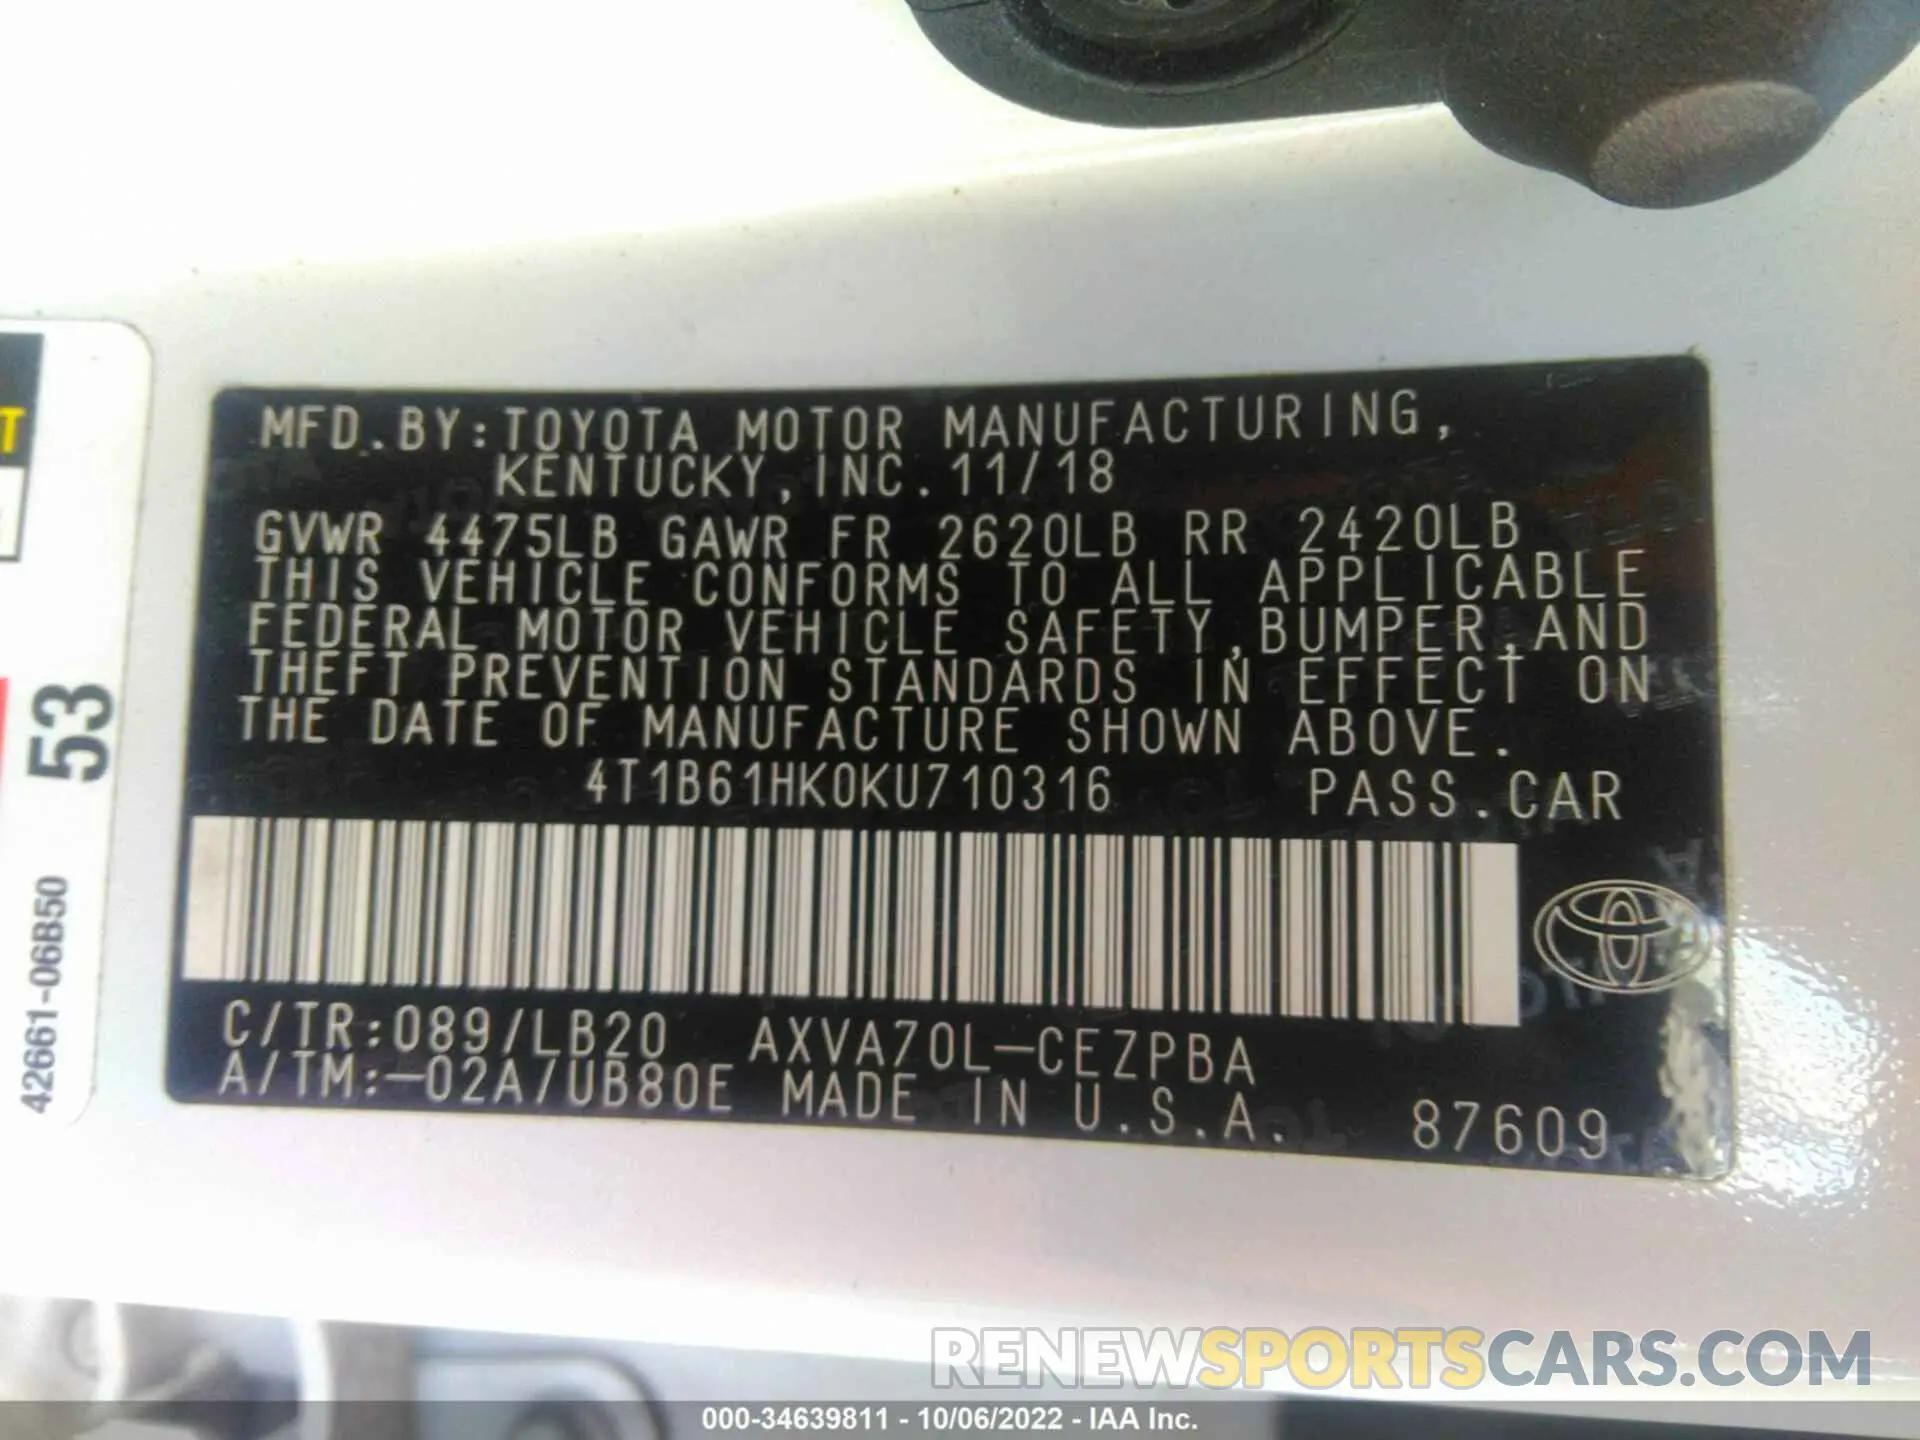 MFD.BY:TOYOTA MOTOR MANUFACTURING,
KENTUCKY,INC.11/18
GVWR 4475LB GAWR FR 2620LB RR 2420LB
THIS VEHICLE CONFORMS TO ALL APPLICABLE
FEDERAL MOTOR VEHICLE SAFETY,BUMPER,AND
THEFT PREVENTION STANDARDS IN EFFECT ON
THE DATE OF MANUFACTURE SHOWN ABOVE.
4T1B61HK0KU710316 PASS.CAR
C/TR:089/LB20 AXVA70L-CEZPBA
A/TM:-02A/UB80E MADE IN U.S.A. 87609
T
53
42661-06B50
RENEWSPORTSCARS.COM
000-34639811 - 10/06/2022 - IAA Inc.